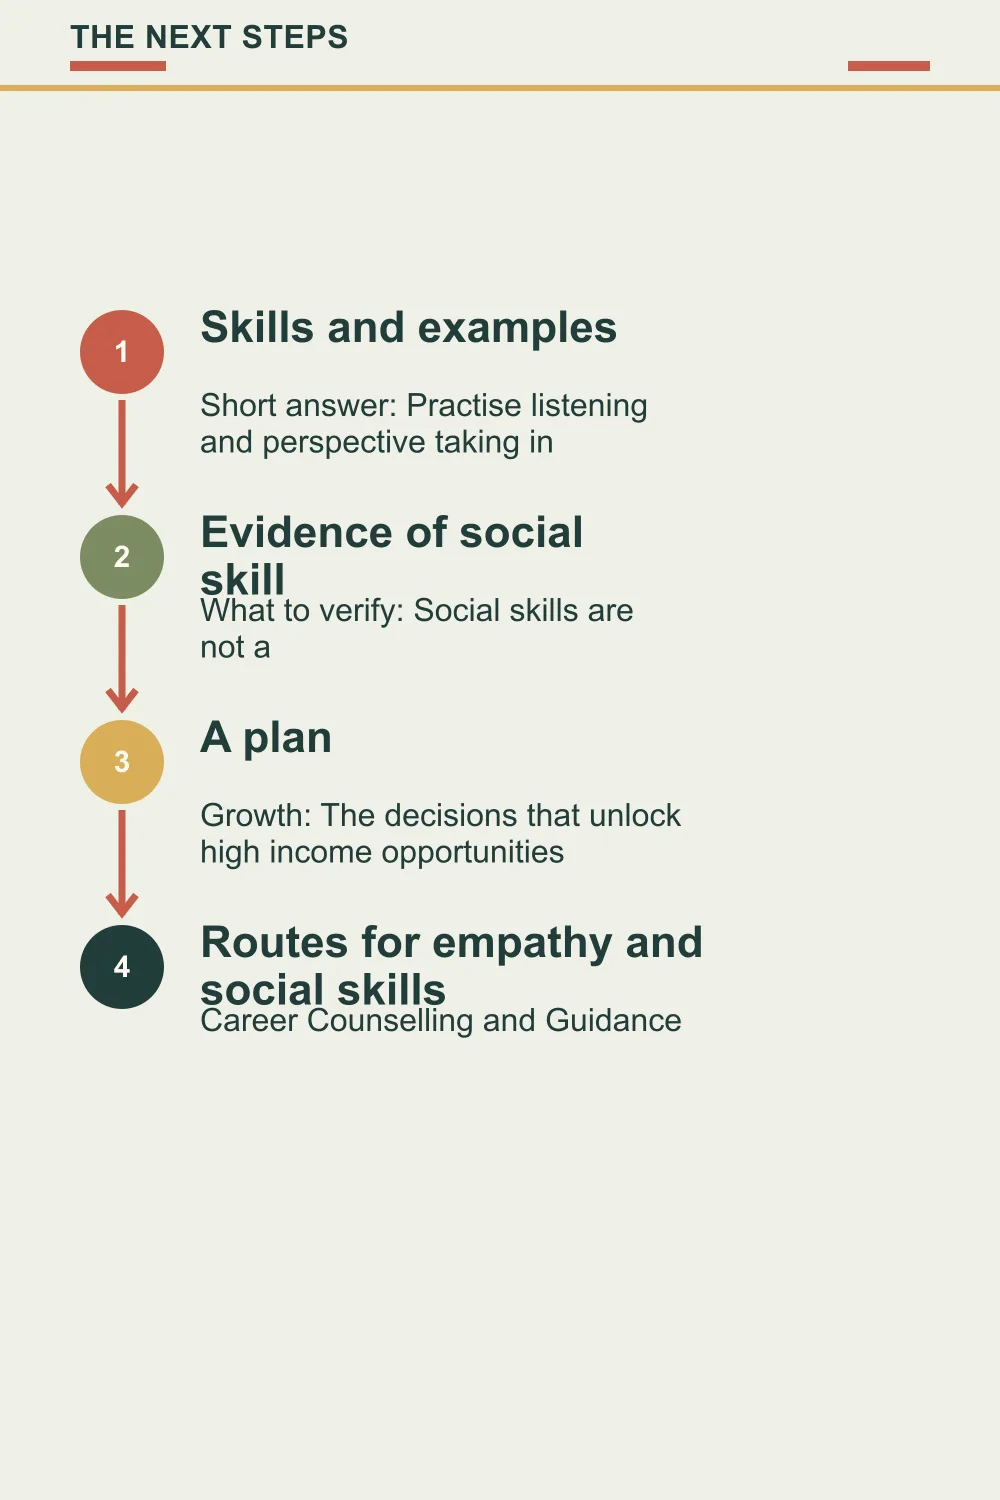 THE NEXT STEPS
1
Skills and examples
Short answer: Practise listening
and perspective taking in
2
Evidence of social
skill
What to verify: Social skills are
not a
3
A plan
Growth: The decisions that unlock
high income opportunities
4
Routes for empathy and
social skills
Career Counselling and Guidance